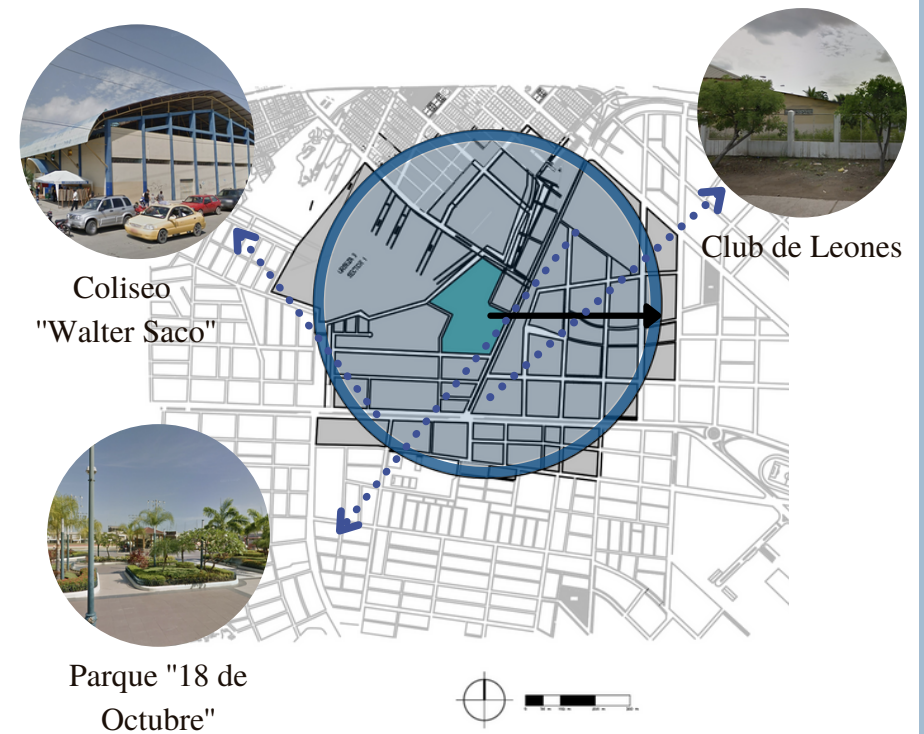 Club de Leones
Coliseo
"Walter Saco"
Parque "18 de
Octubre"